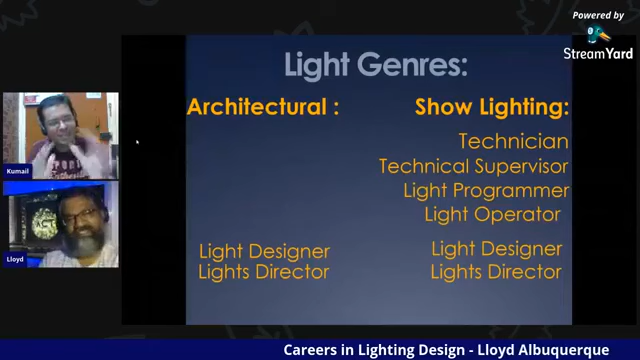 Powered by
StreamYard
Light Genres:
Architectural :
Show Lighting:
Technician
Technical Supervisor
Light Programmer
Light Operator
Light Designer
Lights Director
Light Designer
Lights Director
Kumail
Lloyd
Careers in Lighting Design - Lloyd Albuquerque